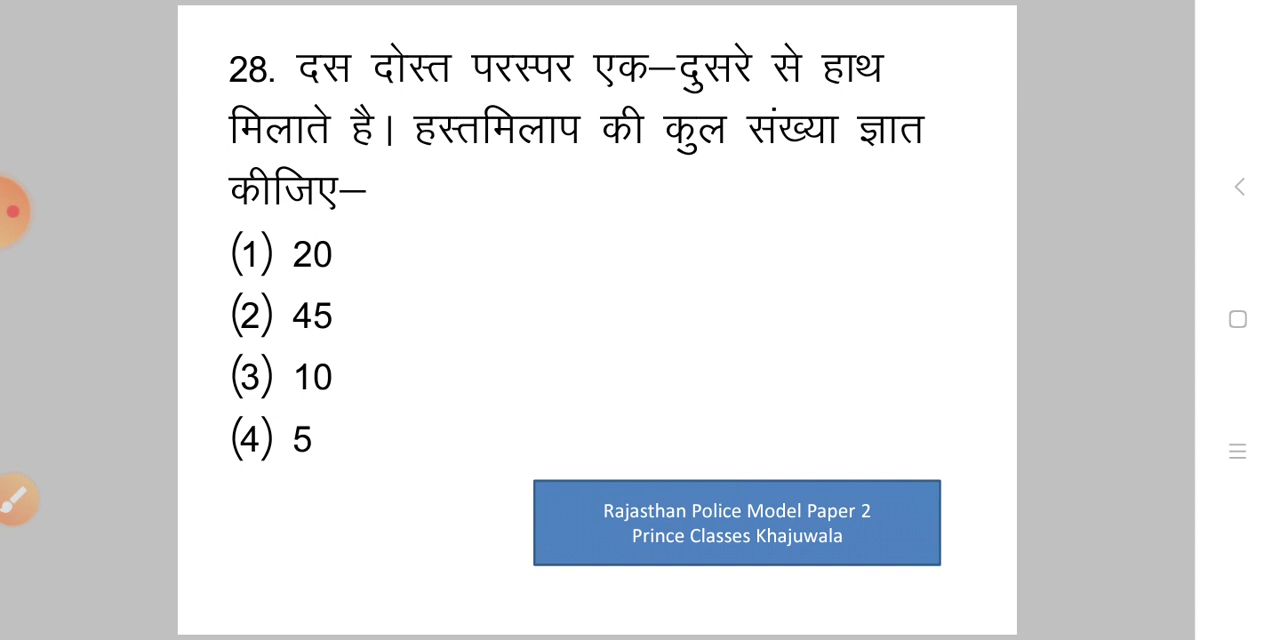 28. दस दोस्त परस्पर एक–दुसरे से हाथ
मिलाते है। हस्तमिलाप की कुल संख्या ज्ञात
कीजिए–
(1) 20
(2) 45
(3) 10
(4) 5
Rajasthan Police Model Paper 2
Prince Classes Khajuwala